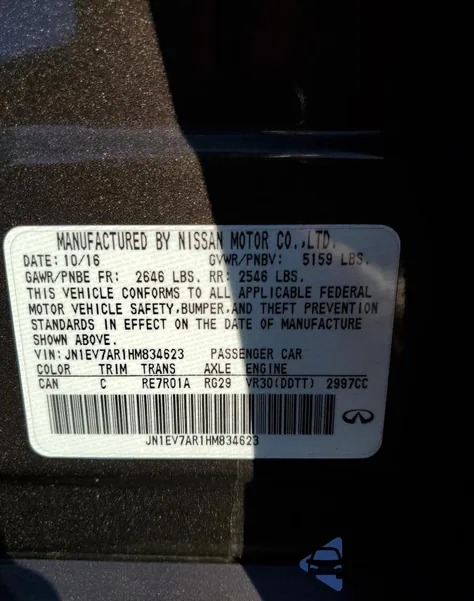 MANUFACTURED BY NISSAN MOTOR CO.,LTD.
DATE: 10/16 GVWR/PNBV: 5159 LBS.
GAWR/PNBE FR: 2646 LBS. RR: 2546 LBS.
THIS VEHICLE CONFORMS TO ALL APPLICABLE FEDERAL
MOTOR VEHICLE SAFETY,BUMPER,AND THEFT PREVENTION
STANDARDS IN EFFECT ON THE DATE OF MANUFACTURE
SHOWN ABOVE.
VIN: JN1EV7AR1HM834623 PASSENGER CAR
COLOR TRIM TRANS AXLE ENGINE
CAN C RE7R01A RG29 VR30(DDTT) 2997CC
JN1EV7AR1HM834623